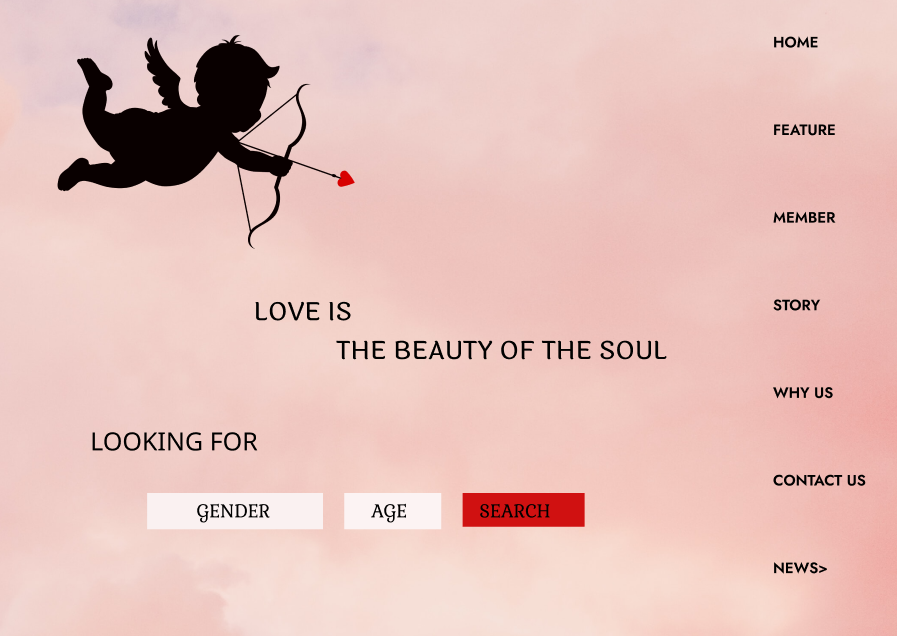 HOME
FEATURE
MEMBER
STORY
WHY US
CONTACT US
NEWS>
LOVE IS
THE BEAUTY OF THE SOUL
LOOKING FOR
GENDER
AGE
SEARCH